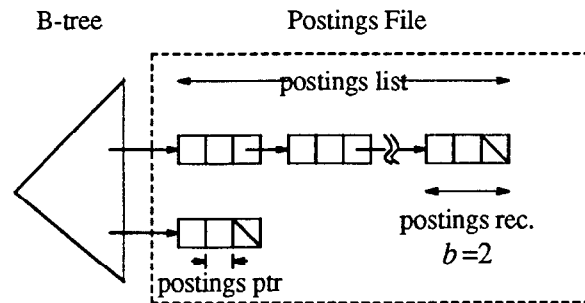 B-tree
Postings File
postings list
postings rec.
b=2
postings ptr